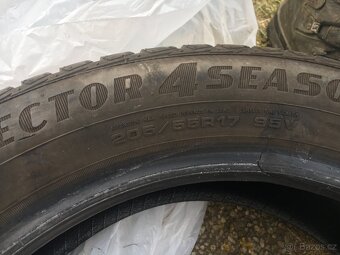 ECTOR 4SEASO
205/55R17 95V
bazos.cz